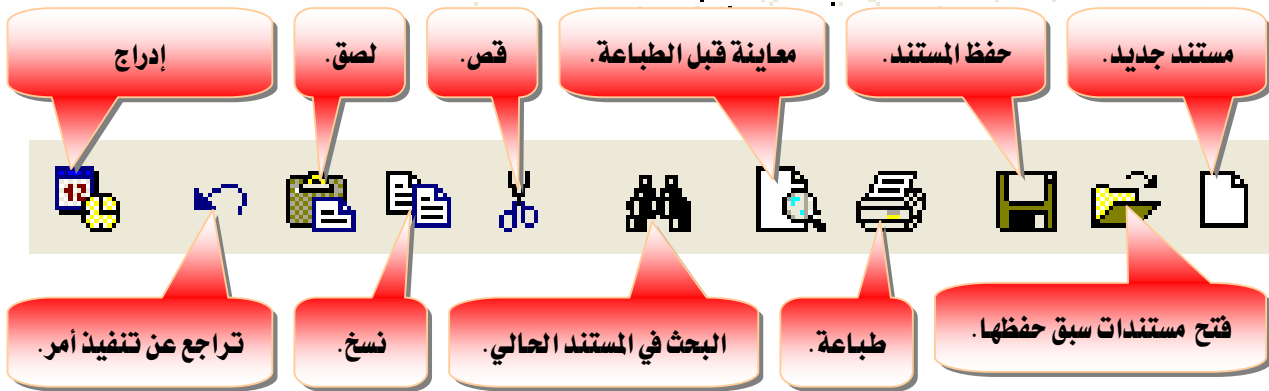 مستند جديد.
حفظ المستند.
معاينة قبل الطباعة.
قص.
لصق.
إدراج
12
فتح مستندات سبق حفظها.
طباعة.
البحث في المستند الحالي.
نسخ.
تراجع عن تنفيذ أمر.